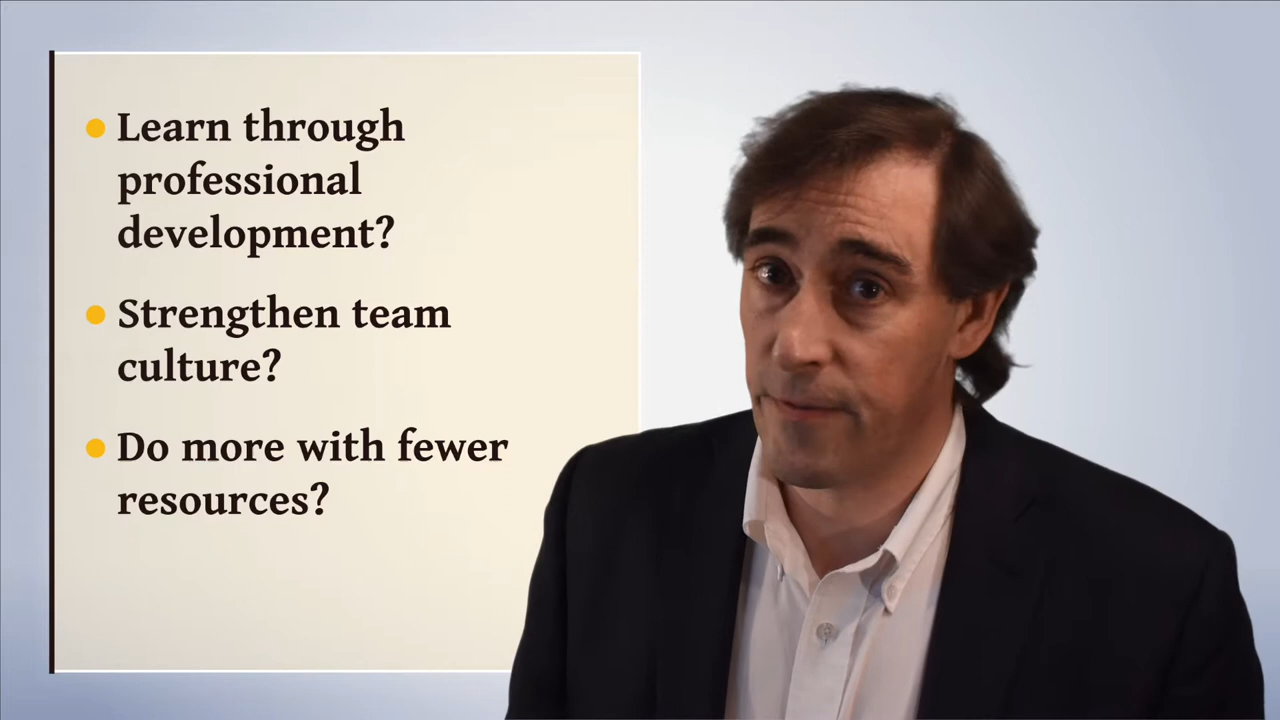 Learn through
professional
development?
Strengthen team
culture?
Do more with fewer
resources?